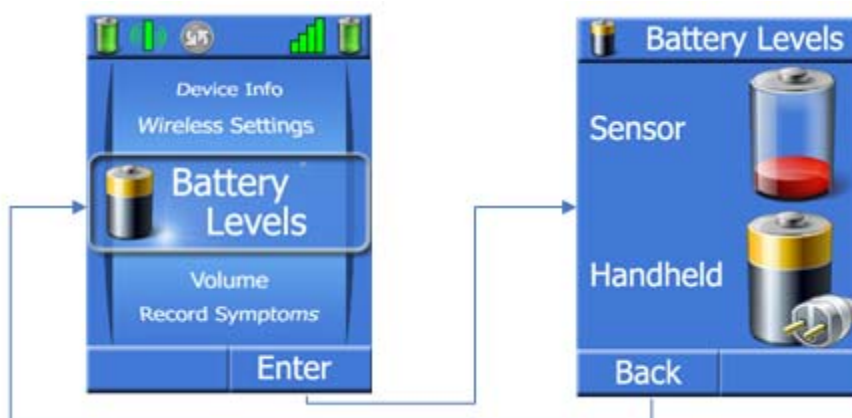 Device Info
Wireless Settings
Battery
Levels
Volume
Record Symptoms
Enter
Battery Levels
Sensor
Handheld
Back